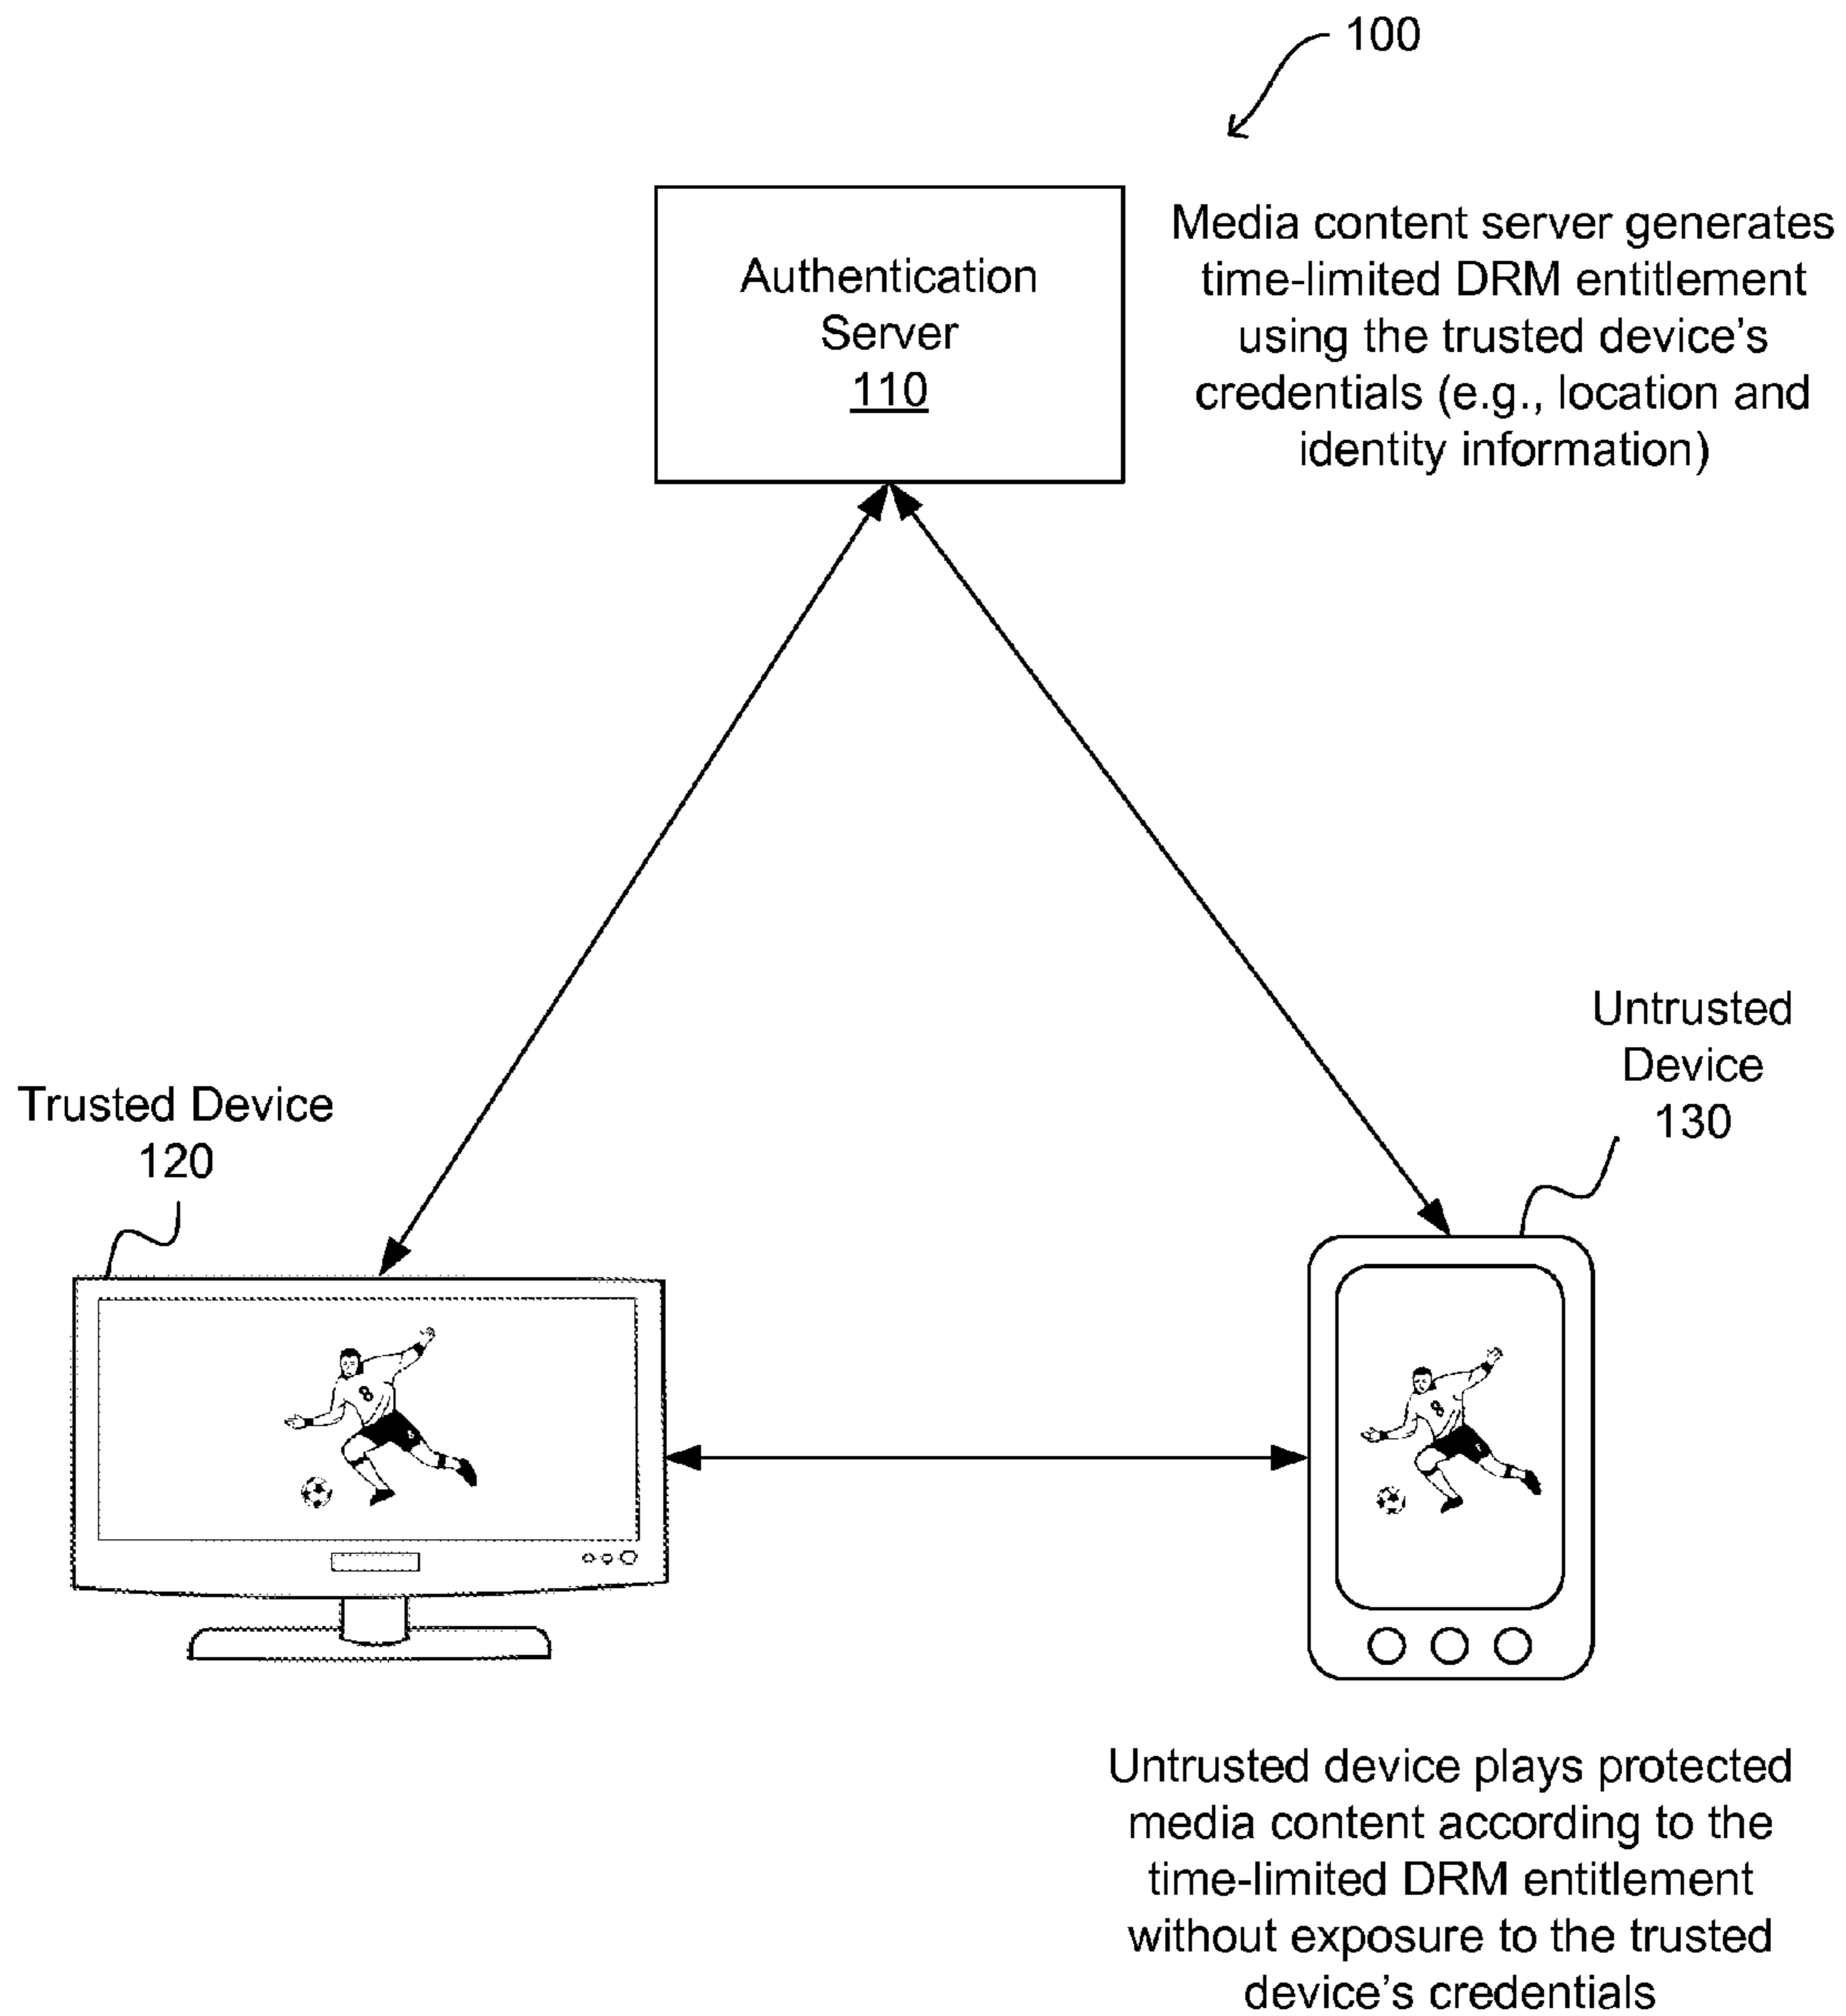 100
Authentication
Server
110
Media content server generates
time-limited DRM entitlement
using the trusted device's
credentials (e.g., location and
identity information)
Untrusted
Device
130
Trusted Device
120
8
8
Untrusted device plays protected
media content according to the
time-limited DRM entitlement
without exposure to the trusted
device's credentials